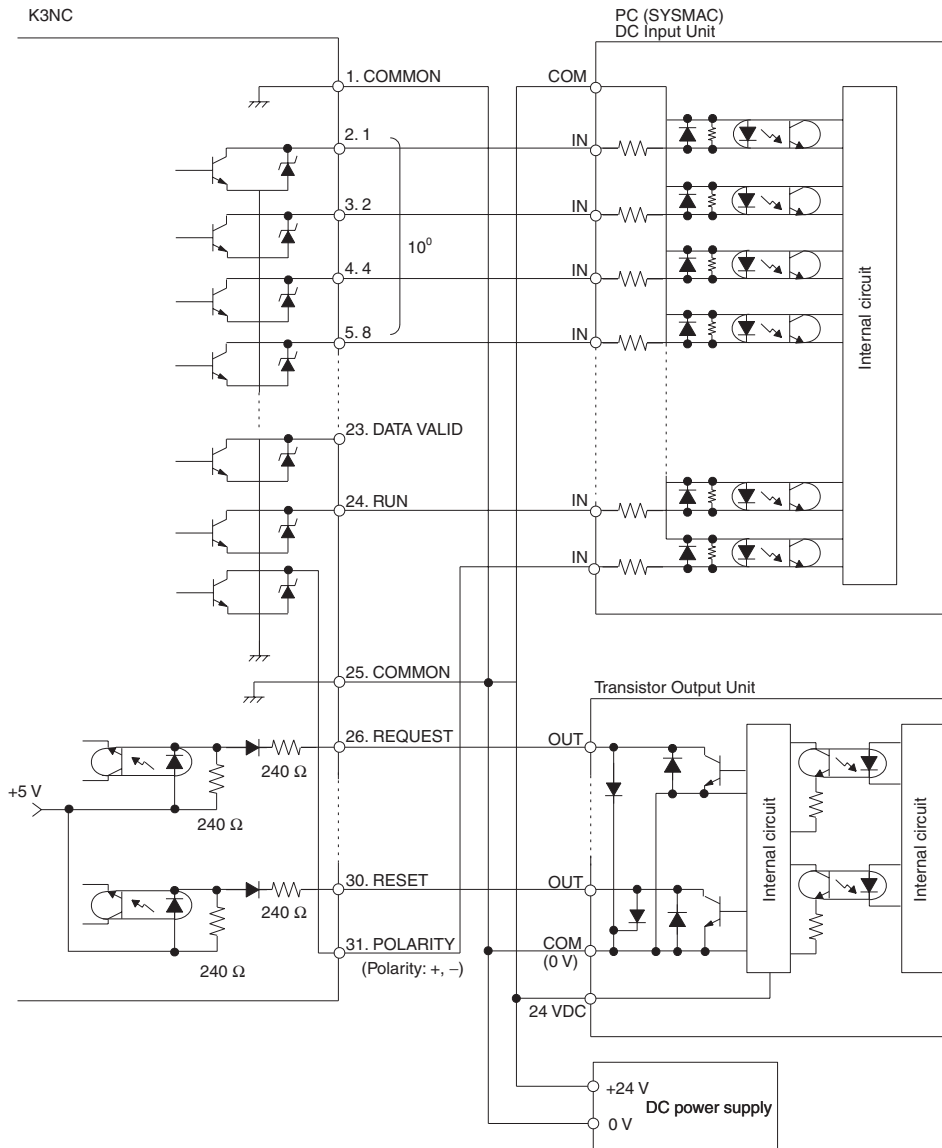 K3NC
PC (SYSMAC)
DC Input Unit
1. COMMON
COM
2. 1
IN
3. 2
IN
10⁰
4. 4
IN
5. 8
IN
Internal circuit
23. DATA VALID
24. RUN
IN
IN
25. COMMON
Transistor Output Unit
26. REQUEST
OUT
240 Ω
+5 V
240 Ω
Internal circuit
Internal circuit
30. RESET
OUT
240 Ω
31. POLARITY
COM
(0 V)
240 Ω
(Polarity: +, −)
24 VDC
+24 V
DC power supply
0 V